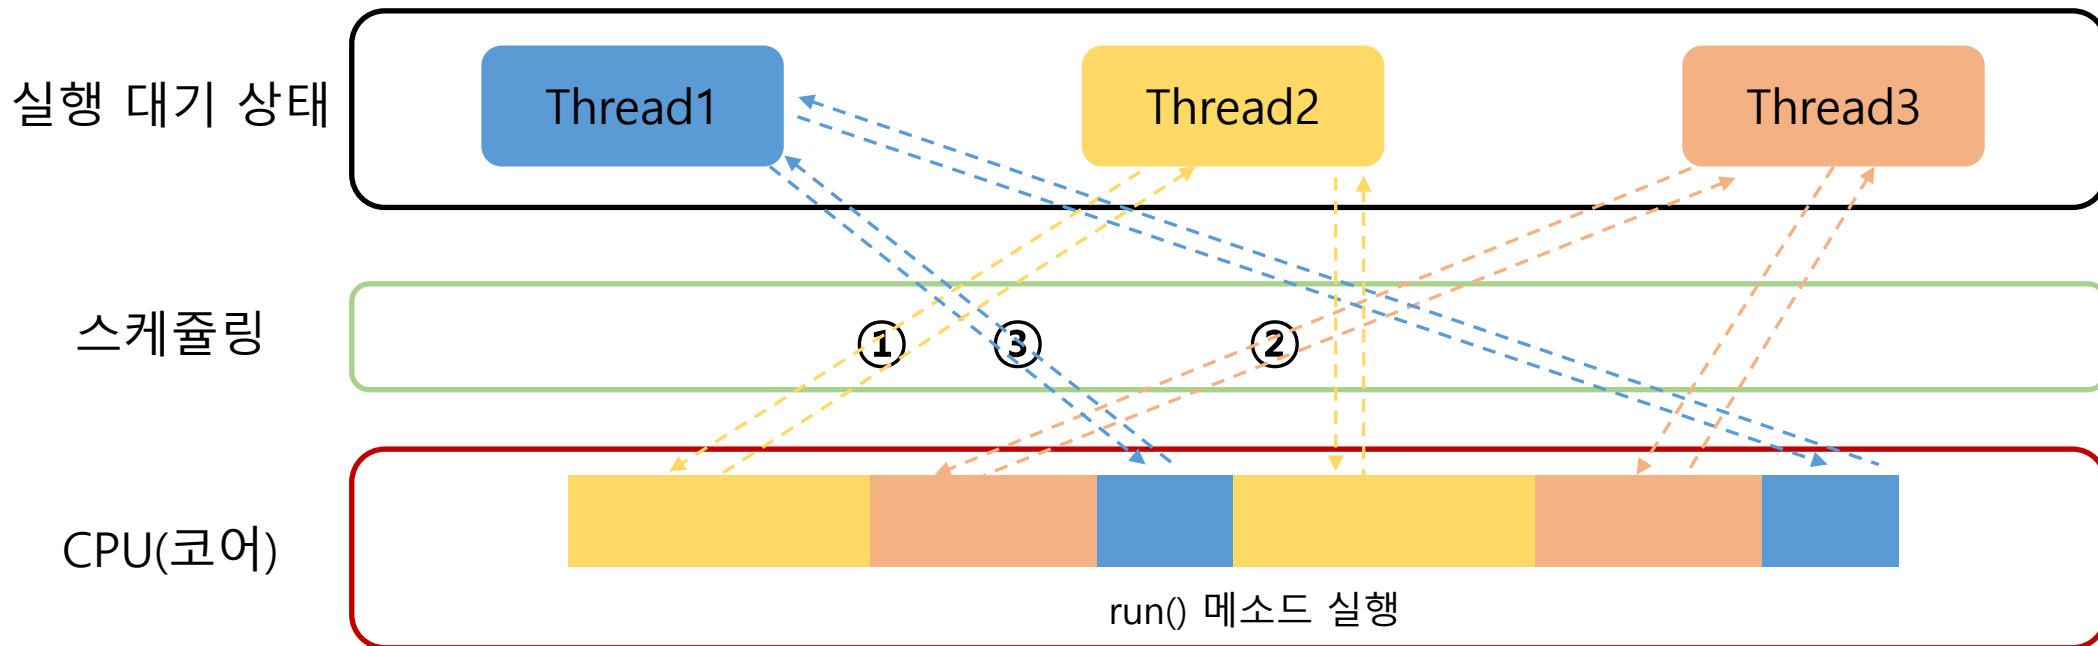 실행 대기 상태
Thread1
Thread2
Thread3
스케쥴링
①
③
②
CPU(코어)
run() 메소드 실행